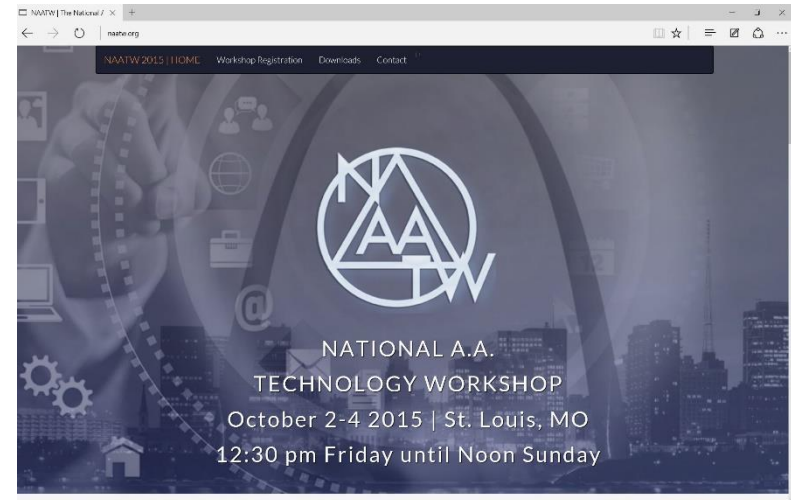 NAATW | The National A
naatw.org
NAATW 2015 | HOME Workshop Registration Downloads Contact
NAATW
NATIONAL A.A.
TECHNOLOGY WORKSHOP
October 2-4 2015 | St. Louis, MO
12:30 pm Friday until Noon Sunday